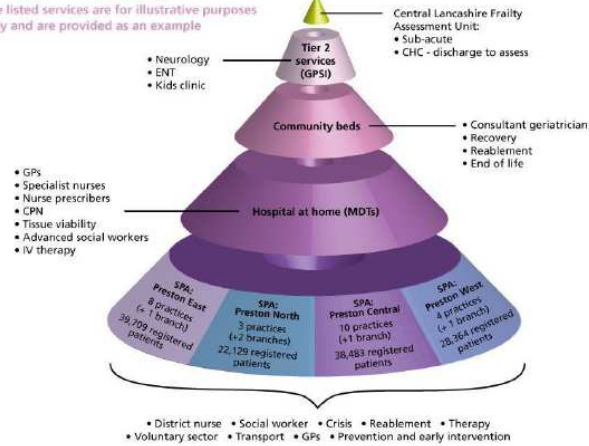 e listed services are for illustrative purposes
y and are provided as an example
Central Lancashire Frailty
Assessment Unit:
• Sub-acute
• CHC - discharge to assess
Tier 2
services
(GPSI)
• Neurology
• ENT
• Kids clinic
Community beds
• Consultant geriatrician
• Recovery
• Reablement
• End of life
• GPs
• Specialist nurses
• Nurse prescribers
• CPN
• Tissue viability
• Advanced social workers
• IV therapy
Hospital at home (MDTs)
SPA:
Preston East
8 practices
(+ 1 branch)
39,709 registered
patients
SPA:
Preston North
3 practices
(+2 branches)
22,129 registered
patients
SPA:
Preston Central
10 practices
(+1 branch)
38,483 registered
patients
SPA:
Preston West
4 practices
(+ 1 branch)
28,364 registered
patients
• District nurse • Social worker • Crisis • Reablement • Therapy
• Voluntary sector • Transport • GPs • Prevention and early intervention